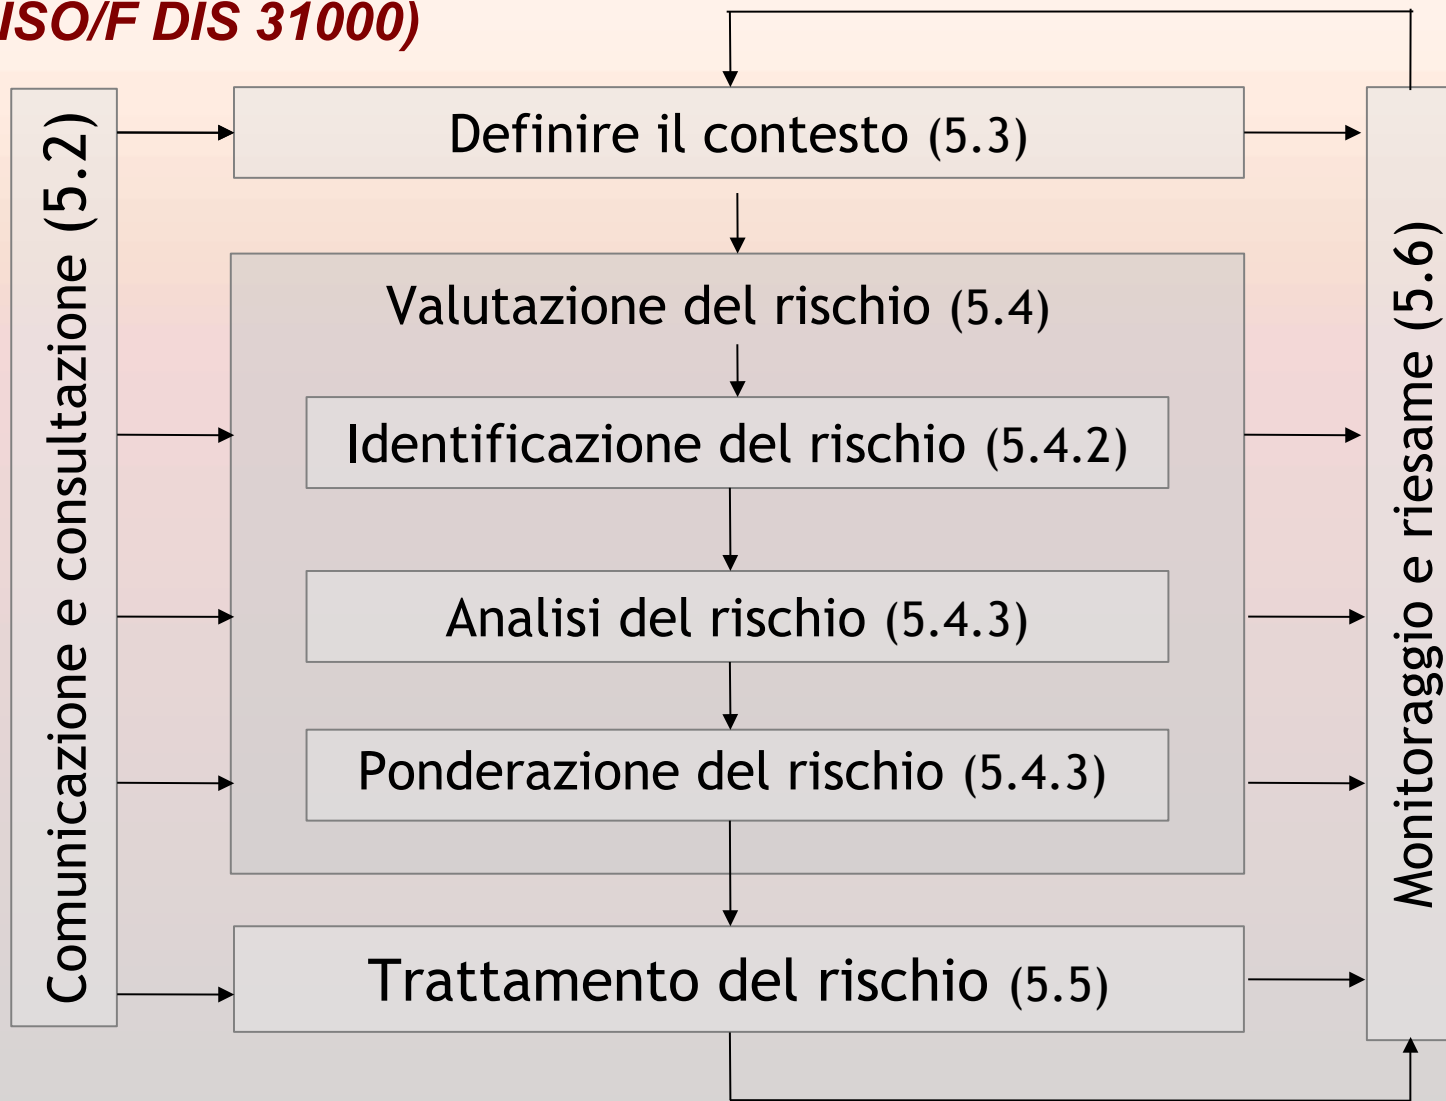 ISO/F DIS 31000)
Comunicazione e consultazione (5.2)
Definire il contesto (5.3)
Valutazione del rischio (5.4)
Identificazione del rischio (5.4.2)
Analisi del rischio (5.4.3)
Ponderazione del rischio (5.4.3)
Trattamento del rischio (5.5)
Monitoraggio e riesame (5.6)